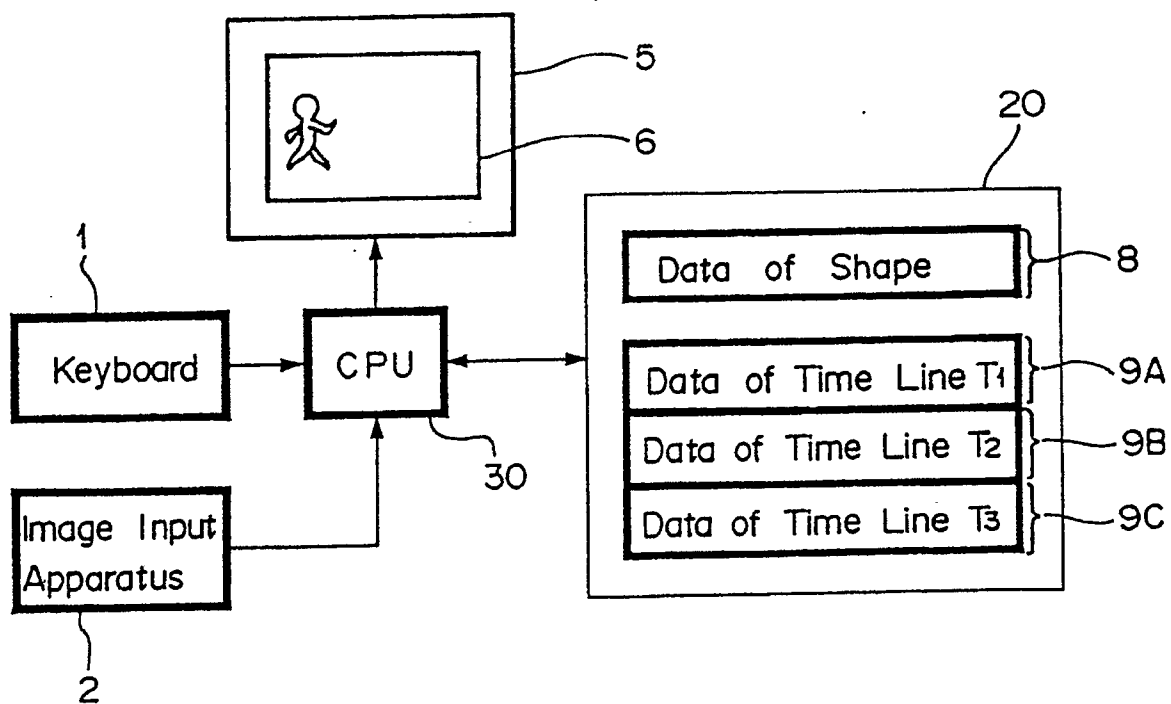 5
6
20
1
Data of Shape
8
Keyboard
CPU
Data of Time Line T1
9A
Data of Time Line T2
9B
30
Image Input
Apparatus
Data of Time Line T3
9C
2